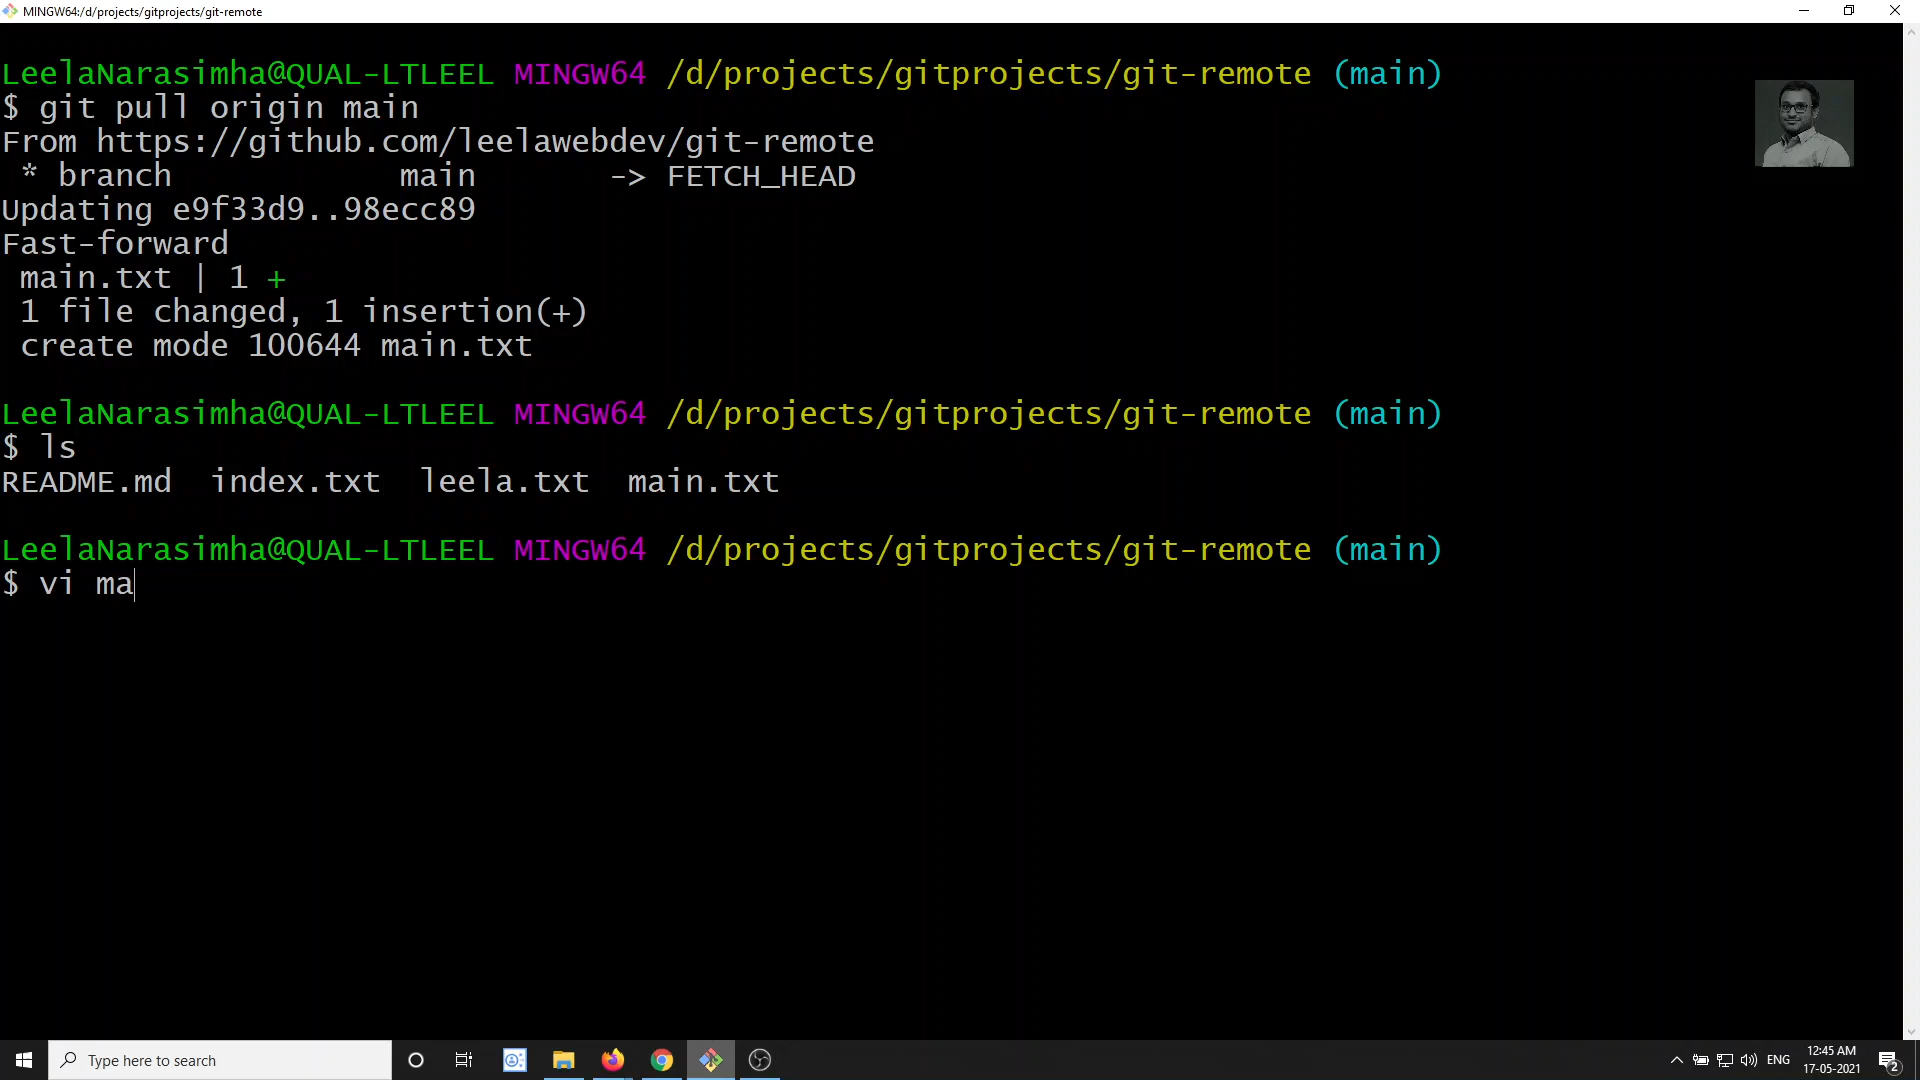 MINGW64:/d/projects/gitprojects/git-remote
LeelaNarasimha@QUAL-LTLEEL MINGW64 /d/projects/gitprojects/git-remote (main)
$ git pull origin main
From https://github.com/leelawebdev/git-remote
 * branch            main       -> FETCH_HEAD
Updating e9f33d9..98ecc89
Fast-forward
 main.txt | 1 +
 1 file changed, 1 insertion(+)
 create mode 100644 main.txt
LeelaNarasimha@QUAL-LTLEEL MINGW64 /d/projects/gitprojects/git-remote (main)
$ ls
README.md  index.txt  leela.txt  main.txt
LeelaNarasimha@QUAL-LTLEEL MINGW64 /d/projects/gitprojects/git-remote (main)
$ vi ma
Type here to search
ENG
12:45 AM
17-05-2021
2